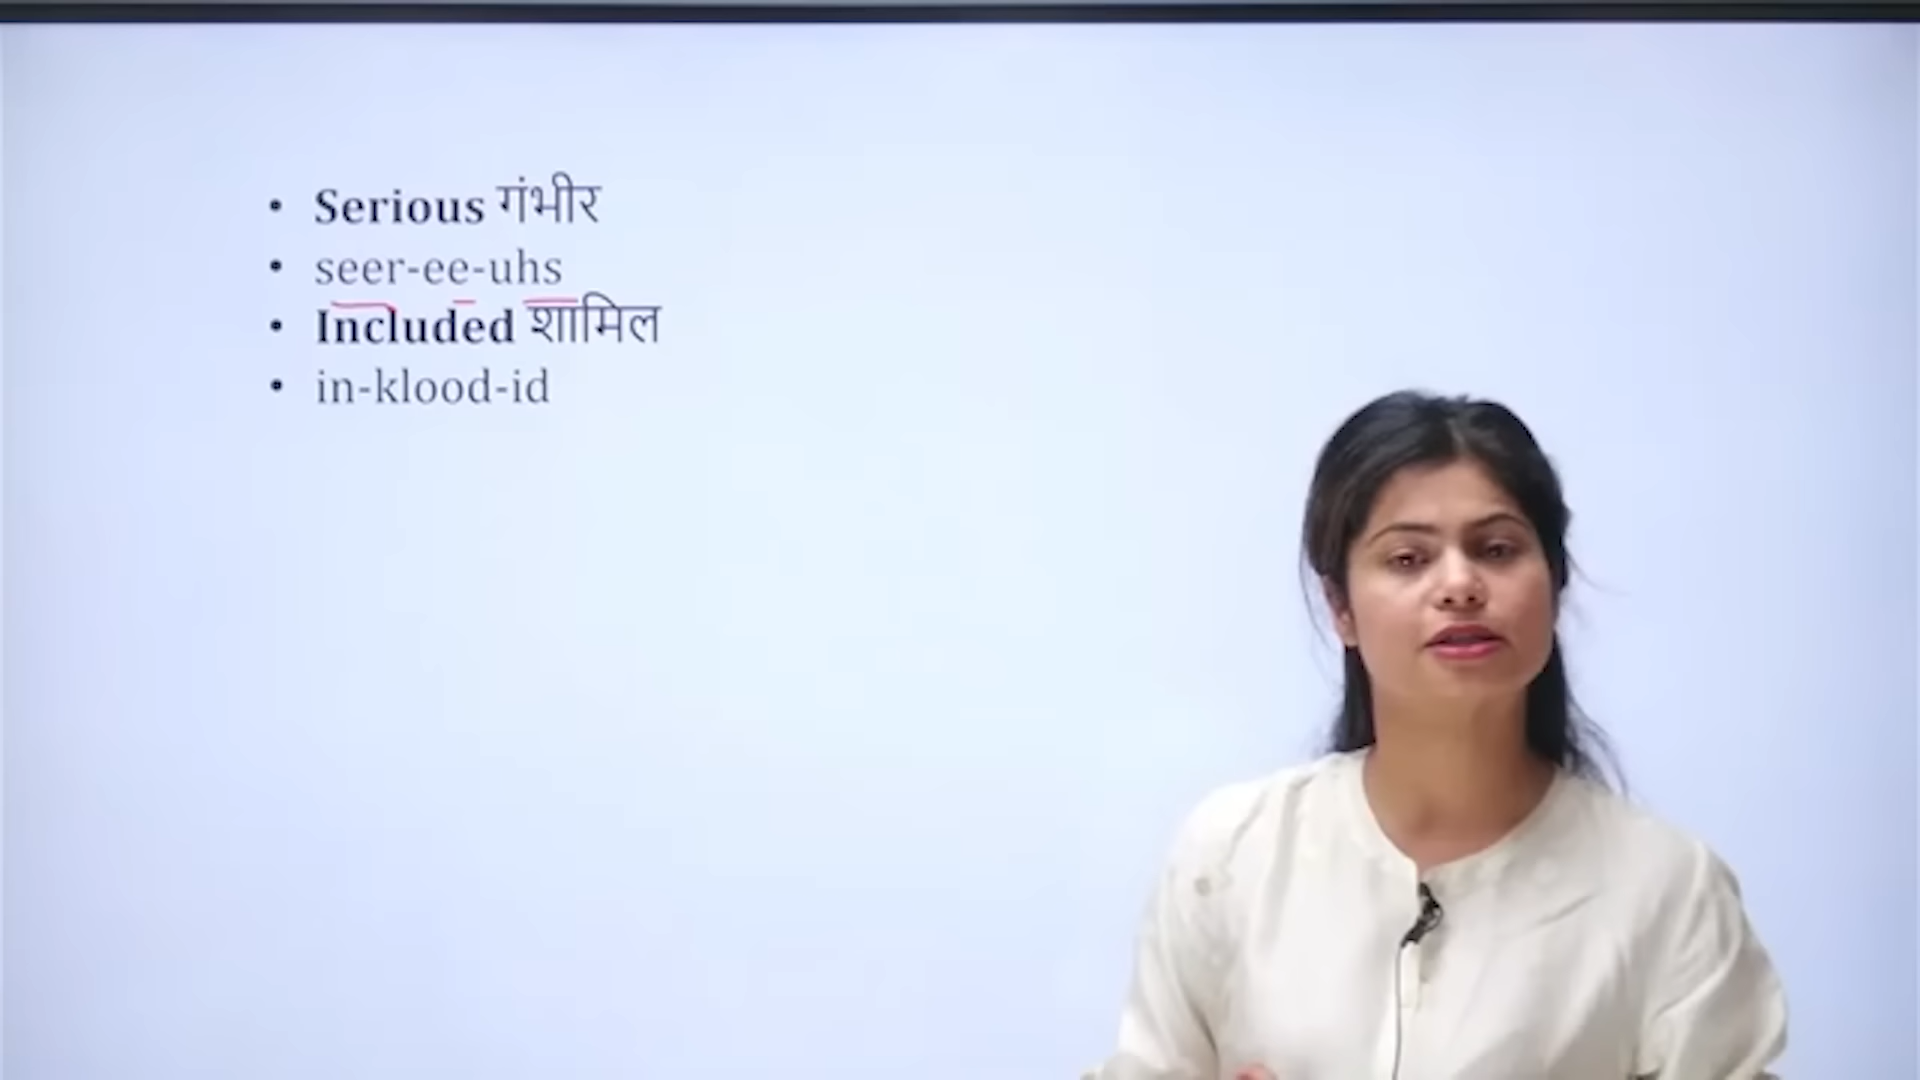 • Serious गंभीर
• seer-ee-uhs
• Included शामिल
• in-klood-id